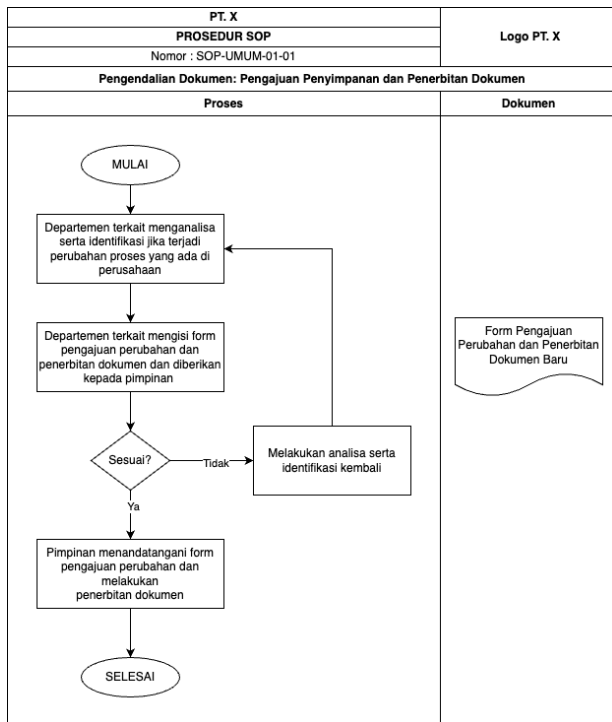 PT. X
PROSEDUR SOP
Nomor : SOP-UMUM-01-01
Logo PT. X
Pengendalian Dokumen: Pengajuan Penyimpanan dan Penerbitan Dokumen
Proses
Dokumen
MULAI
Departemen terkait menganalisa
serta identifikasi jika terjadi
perubahan proses yang ada di
perusahaan
Departemen terkait mengisi form
pengajuan perubahan dan
penerbitan dokumen dan diberikan
kepada pimpinan
Form Pengajuan
Perubahan dan Penerbitan
Dokumen Baru
Sesuai?
Tidak
Melakukan analisa serta
identifikasi kembali
Ya
Pimpinan menandatangani form
pengajuan perubahan dan
melakukan
penerbitan dokumen
SELESAI